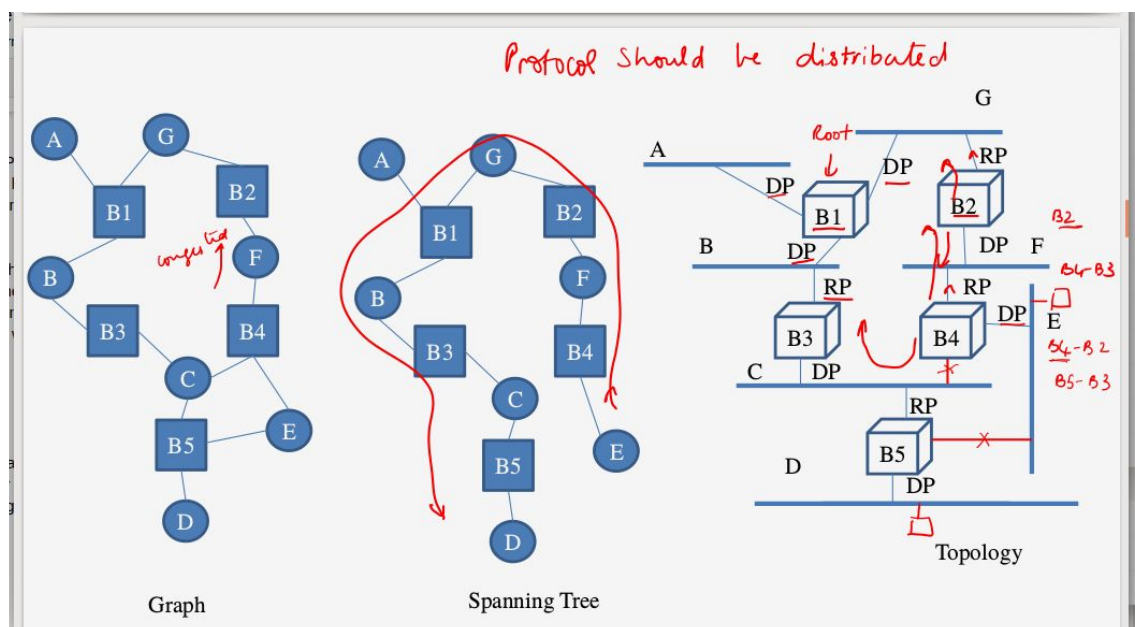 Protocol should be distributed
A
G
B1
B2
congested
F
B
B3
B4
C
B5
E
D
Graph
A
G
B1
B2
B
F
B3
B4
C
B5
E
D
Spanning Tree
G
Root
A
DP
DP
RP
B1
B2
B2
B
DP
DP
F
B4-B3
RP
RP
DP
E
B3
B4
B4-B2
C
DP
B5-B3
RP
B5
D
DP
Topology